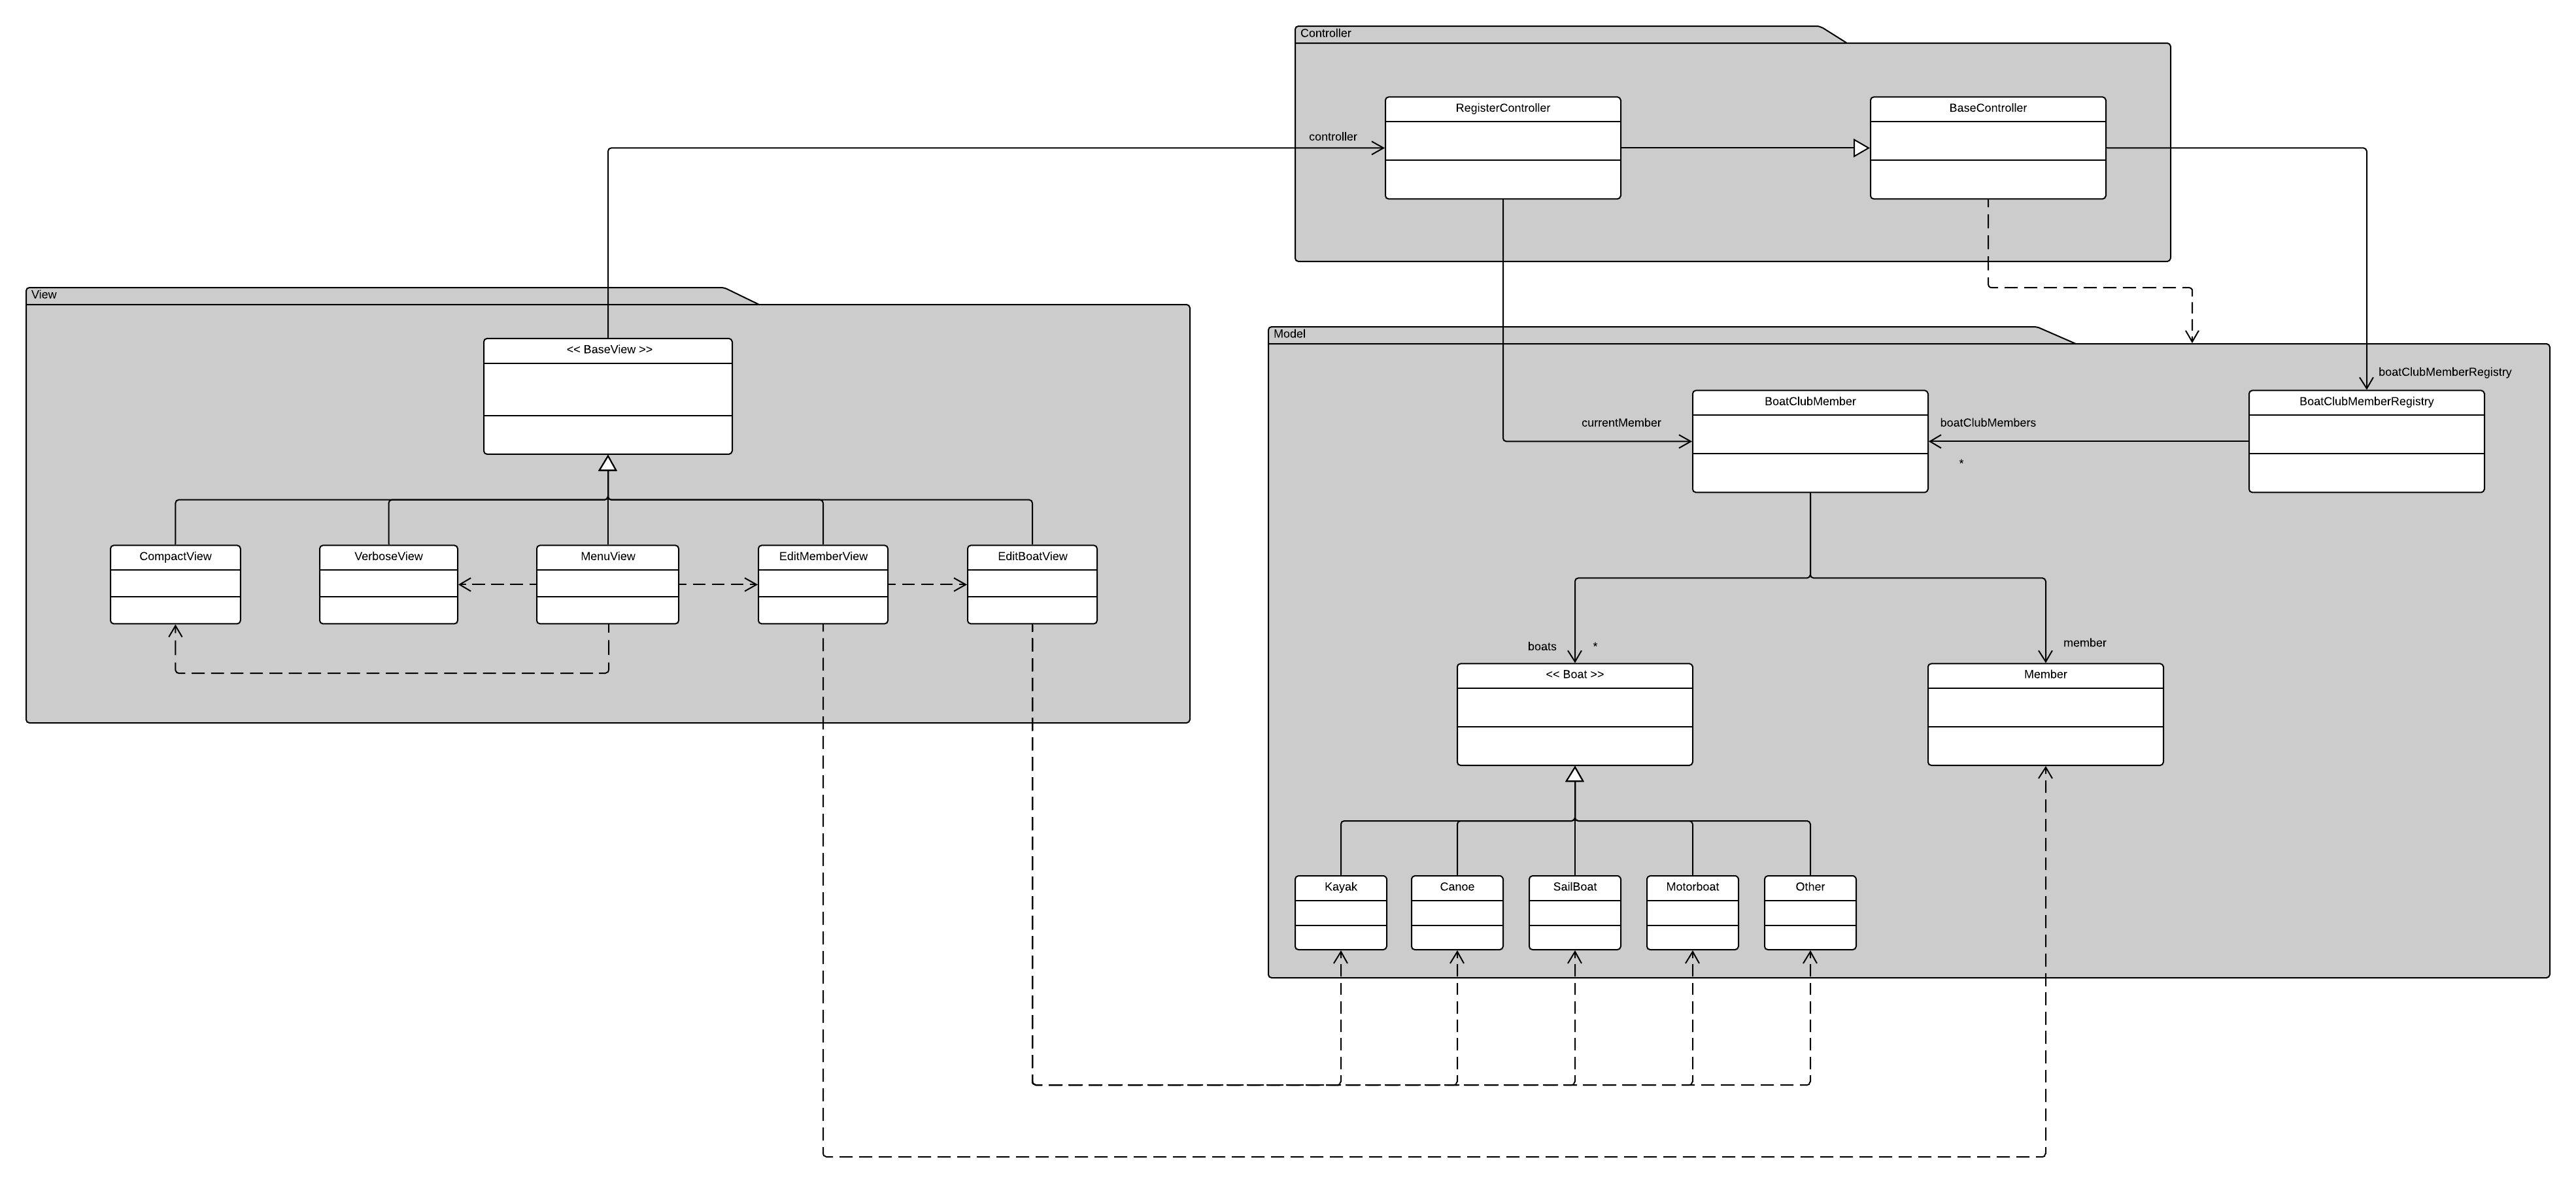 Controller
RegisterController
BaseController
controller
View
<< BaseView >>
CompactView
VerboseView
MenuView
EditMemberView
EditBoatView
Model
boatClubMemberRegistry
BoatClubMember
BoatClubMemberRegistry
currentMember
boatClubMembers
*
boats
*
member
<< Boat >>
Member
Kayak
Canoe
SailBoat
Motorboat
Other